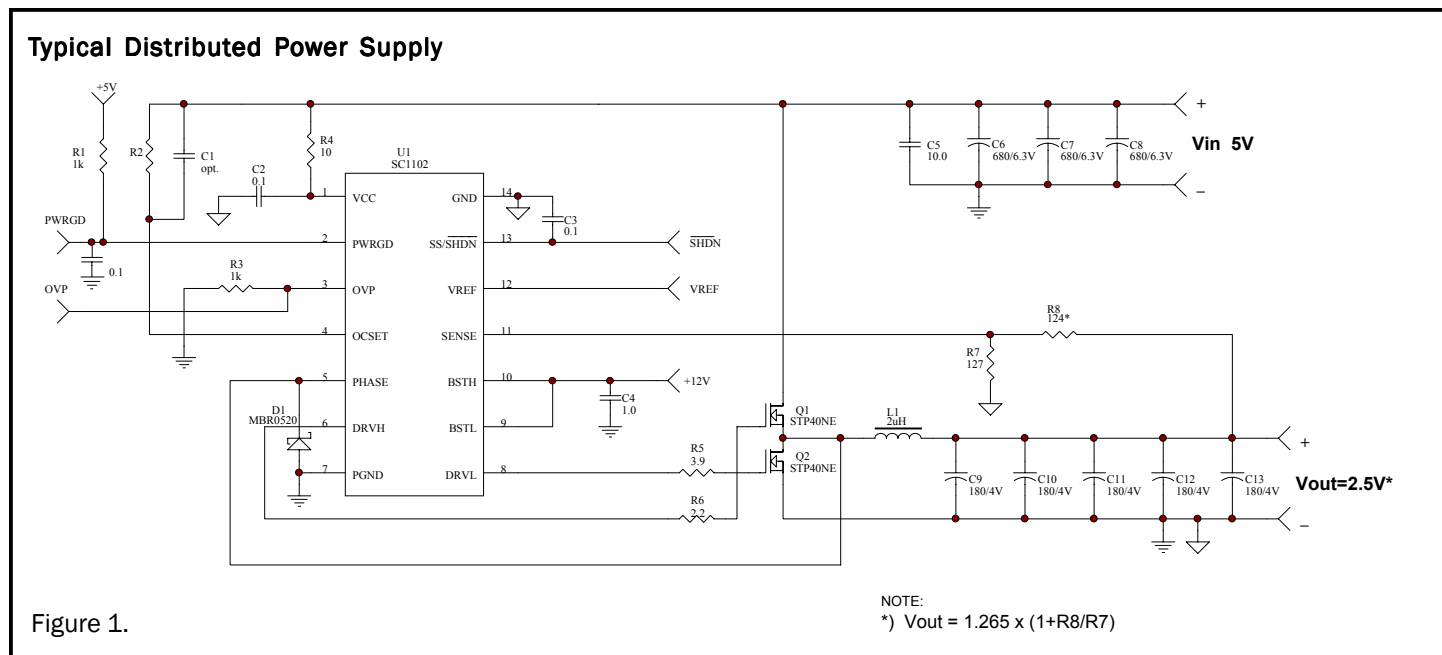 Typical Distributed Power Supply
+5V
R1
1k
R2
C1
opt.
R4
10
C2
0.1
U1
SC1102
1
VCC
GND
14
C3
0.1
PWRGD
0.1
2
PWRGD
SS/SHDN
13
SHDN
OVP
R3
1k
3
OVP
VREF
12
VREF
4
OCSET
SENSE
11
5
PHASE
BSTH
10
+12V
C4
1.0
D1
MBR0520
6
DRVH
BSTL
9
7
PGND
DRVL
8
R5
3.9
R6
2.2
Q1
STP40NE
Q2
STP40NE
L1
2uH
R7
127
R8
124*
C5
10.0
C6
680/6.3V
C7
680/6.3V
C8
680/6.3V
+
Vin 5V
_
C9
180/4V
C10
180/4V
C11
180/4V
C12
180/4V
C13
180/4V
+
Vout=2.5V*
_
Figure 1.
NOTE:
*) Vout = 1.265 x (1+R8/R7)